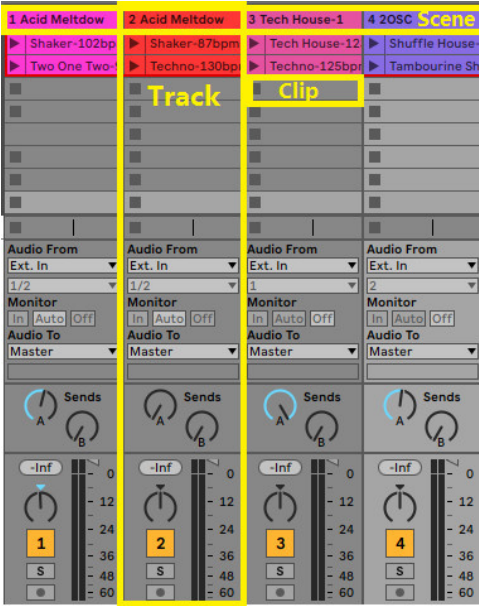 1 Acid Meltdow 2 Acid Meltdow 3 Tech House-1 4 2OSC Scene
Shaker-102bp Shaker-87bpm Tech House-12 Shuffle House-
Two One Two- Techno-130bp Techno-125bpr Tambourine Sh
Track Clip
Audio From Audio From Audio From Audio From
Ext. In Ext. In Ext. In Ext. In
1/2 1/2 1 2
Monitor Monitor Monitor Monitor
In Auto Off In Auto Off In Auto Off In Auto Off
Audio To Audio To Audio To Audio To
Master Master Master Master
Sends Sends Sends Sends
A A A A
B B B B
-Inf 0 -Inf 0 -Inf 0 -Inf 0
12 12 12 12
24 24 24 24
1 2 3 4
36 36 36 36
S 48 S 48 S 48 S 48
60 60 60 60